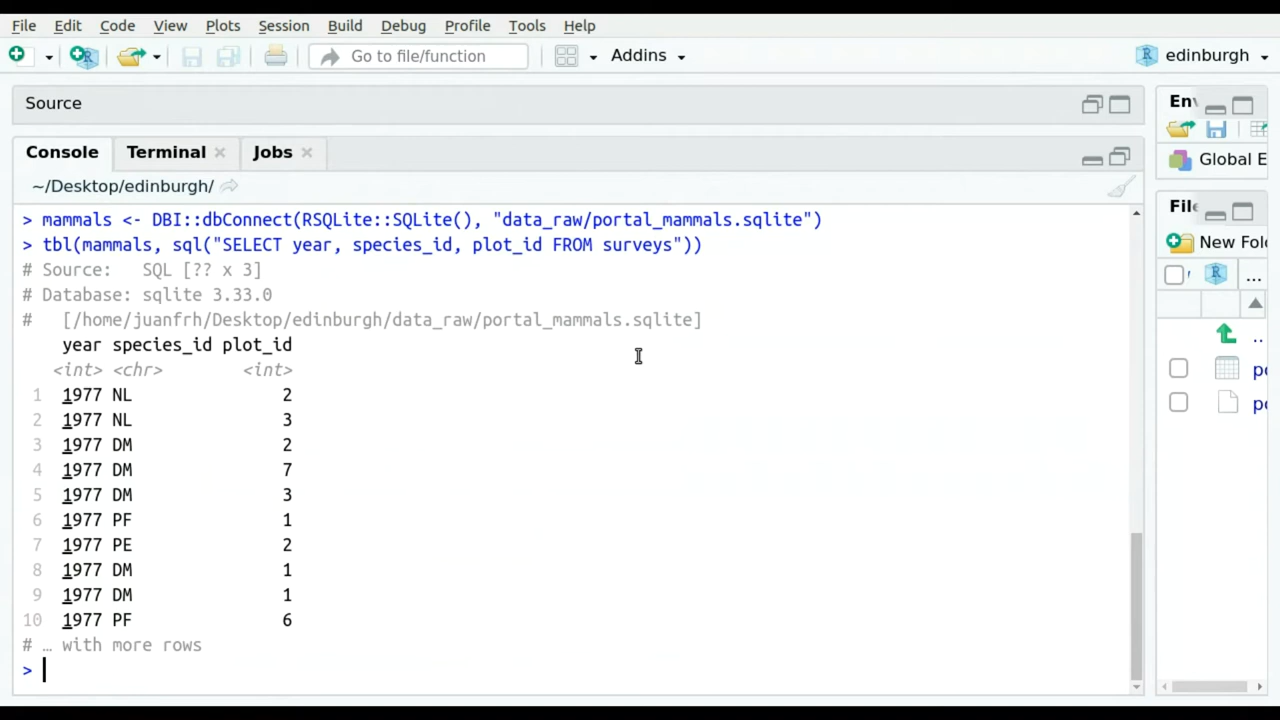 File Edit Code View Plots Session Build Debug Profile Tools Help
Go to file/function Addins edinburgh
Source
Console Terminal Jobs
~/Desktop/edinburgh/
> mammals <- DBI::dbConnect(RSQLite::SQLite(), "data_raw/portal_mammals.sqlite")
> tbl(mammals, sql("SELECT year, species_id, plot_id FROM surveys"))
# Source:   SQL [?? x 3]
# Database: sqlite 3.33.0
#   [/home/juanfrh/Desktop/edinburgh/data_raw/portal_mammals.sqlite]
year species_id plot_id
<int> <chr> <int>
1 1977 NL 2
2 1977 NL 3
3 1977 DM 2
4 1977 DM 7
5 1977 DM 3
6 1977 PF 1
7 1977 PE 2
8 1977 DM 1
9 1977 DM 1
10 1977 PF 6
# … with more rows
>
Env
Global E
File
New Fold
...
..
po
po